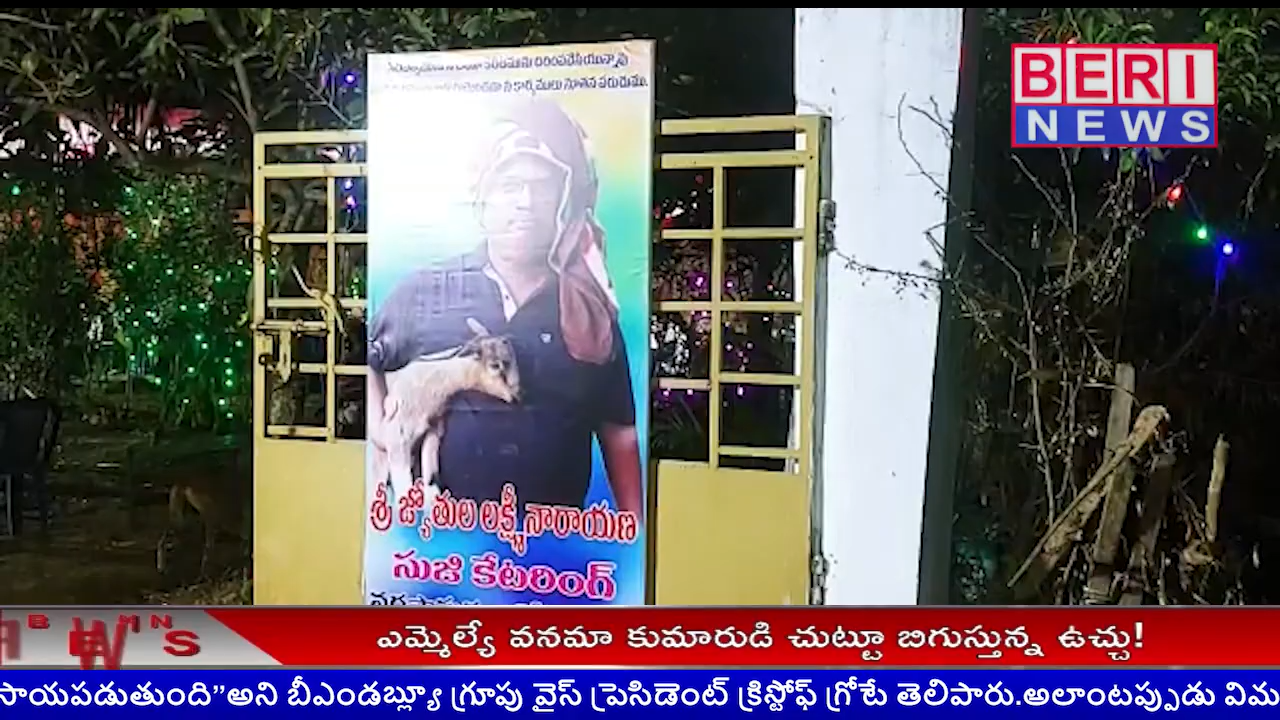 BERI
NEWS
శ్రీ జ్యోతుల లక్ష్మీనారాయణ
సుజి కేటరింగ్
ఎమ్మెల్యే వనమా కుమారుడి చుట్టూ బిగుస్తున్న ఉచ్చు!
సాయపడుతుంది”అని బీఎండబ్ల్యూ గ్రూపు వైస్ ప్రెసిడెంట్ క్రిస్టోఫ్ గ్రోటే తెలిపారు.అలాంటప్పుడు విమ